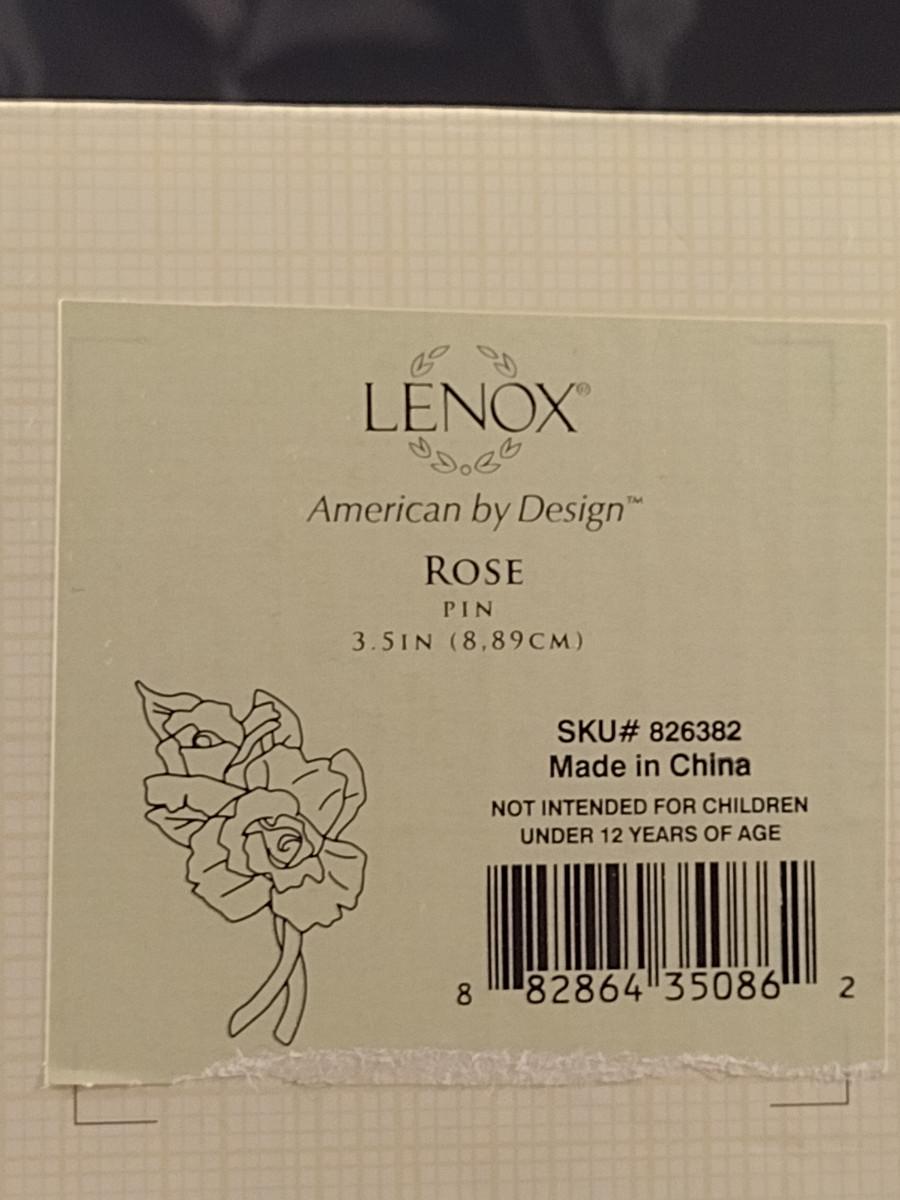 LENOX®
American by Design™
ROSE
PIN
3.5IN (8,89CM)
SKU# 826382
Made in China
NOT INTENDED FOR CHILDREN
UNDER 12 YEARS OF AGE
8 82864 35086 2